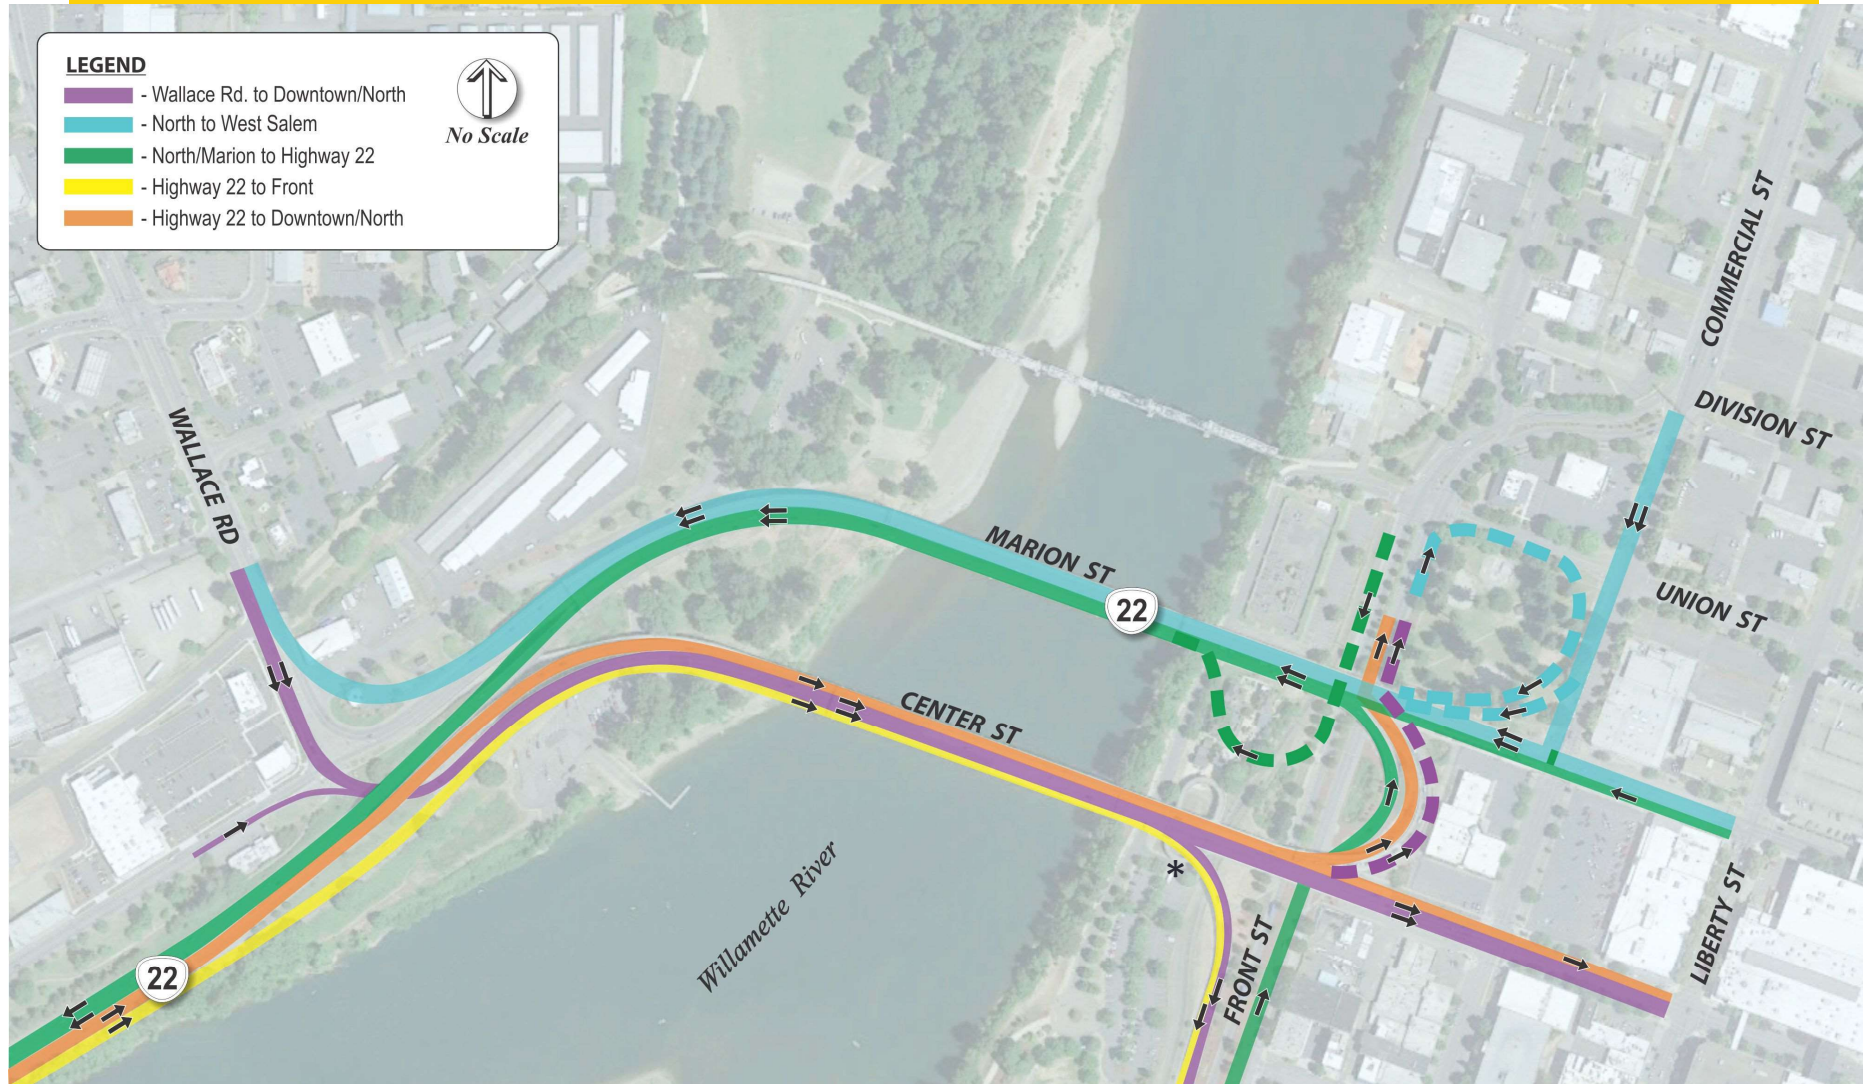 LEGEND
- Wallace Rd. to Downtown/North
- North to West Salem
- North/Marion to Highway 22
- Highway 22 to Front
- Highway 22 to Downtown/North
No Scale
COMMERCIAL ST
DIVISION ST
WALLACE RD
MARION ST
UNION ST
22
CENTER ST
*
Willamette River
LIBERTY ST
FRONT ST
22